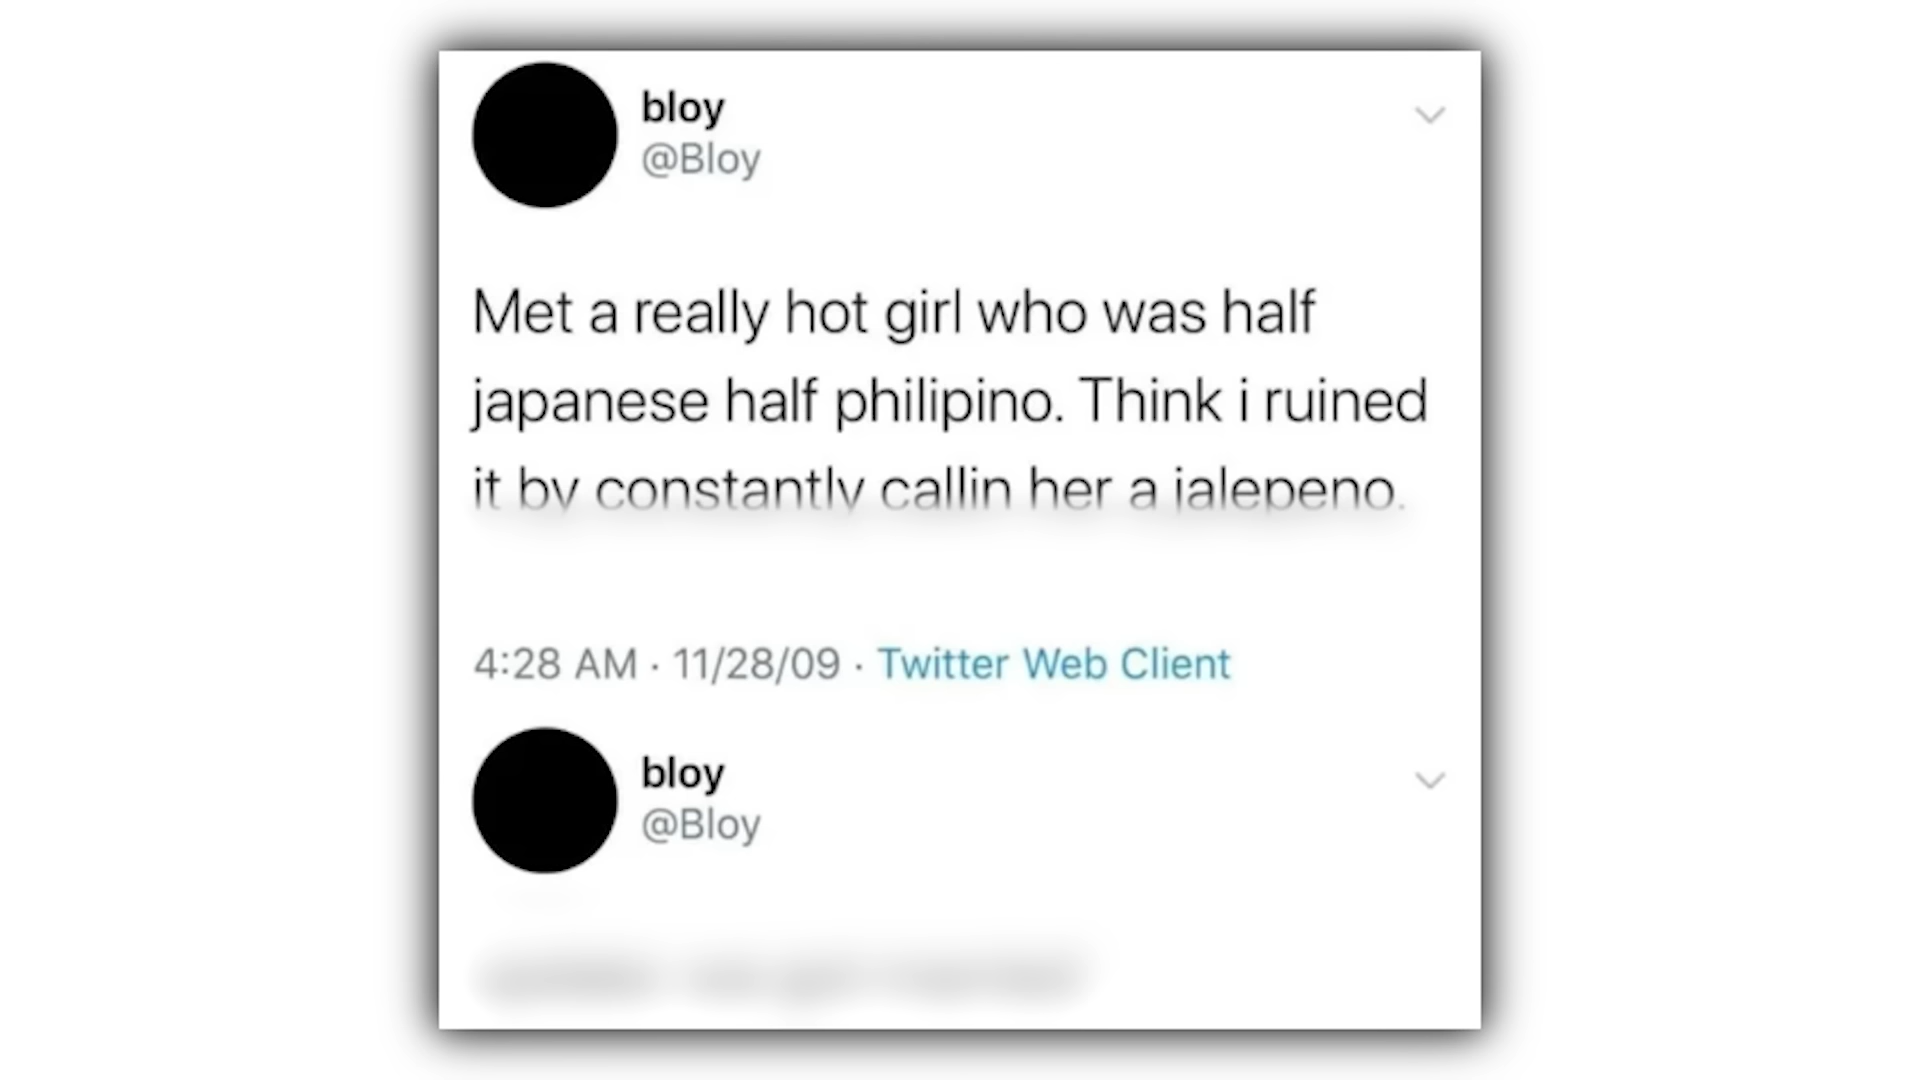 bloy
@Bloy
Met a really hot girl who was half
japanese half philipino. Think i ruined
it by constantly callin her a jalepeno.
4:28 AM · 11/28/09 · Twitter Web Client
bloy
@Bloy